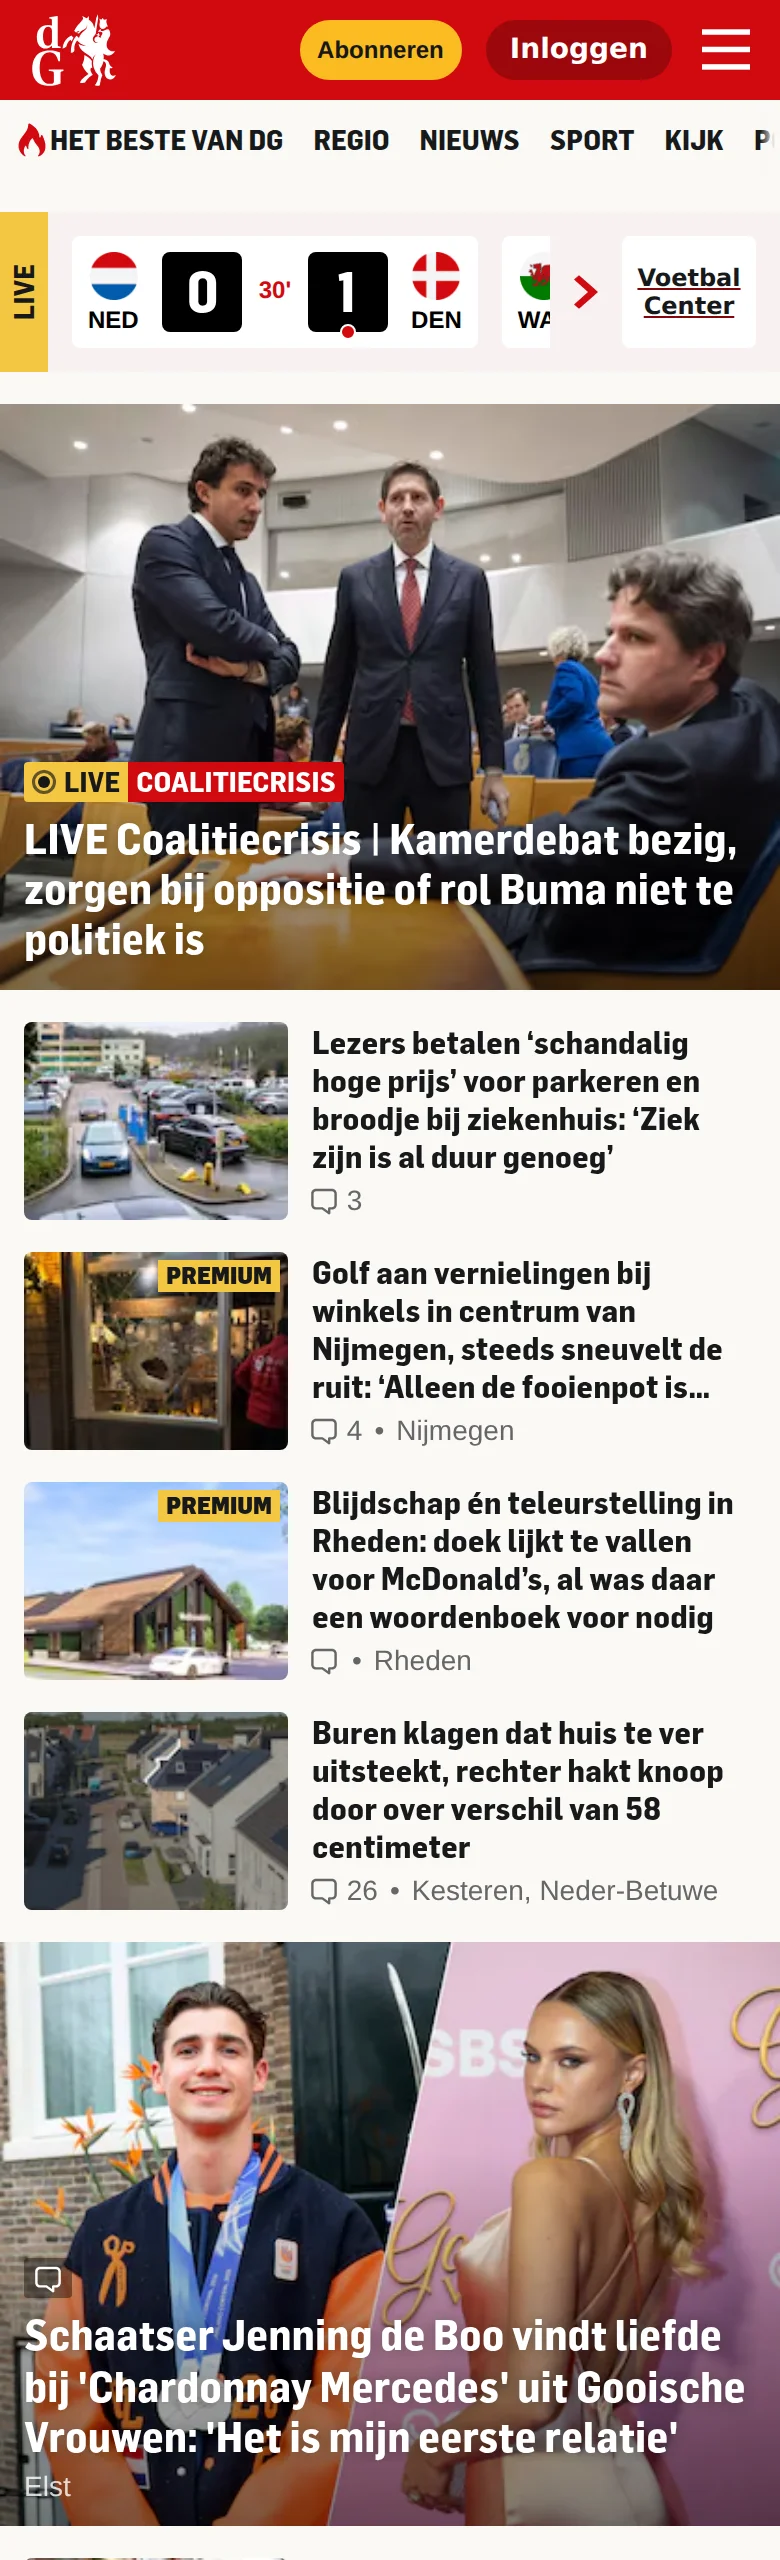 dG
Abonneren
Inloggen
HET BESTE VAN DG
REGIO
NIEUWS
SPORT
KIJK
LIVE
NED
0
30'
1
DEN
WA
Voetbal
Center
LIVE
COALITIECRISIS
LIVE Coalitiecrisis | Kamerdebat bezig,
zorgen bij oppositie of rol Buma niet te
politiek is
Lezers betalen ‘schandalig
hoge prijs’ voor parkeren en
broodje bij ziekenhuis: ‘Ziek
zijn is al duur genoeg’
3
PREMIUM
Golf aan vernielingen bij
winkels in centrum van
Nijmegen, steeds sneuvelt de
ruit: ‘Alleen de fooienpot is...
4 • Nijmegen
PREMIUM
Blijdschap én teleurstelling in
Rheden: doek lijkt te vallen
voor McDonald’s, al was daar
een woordenboek voor nodig
• Rheden
Buren klagen dat huis te ver
uitsteekt, rechter hakt knoop
door over verschil van 58
centimeter
26 • Kesteren, Neder-Betuwe
SBS
Schaatser Jenning de Boo vindt liefde
bij 'Chardonnay Mercedes' uit Gooische
Vrouwen: 'Het is mijn eerste relatie'
Elst